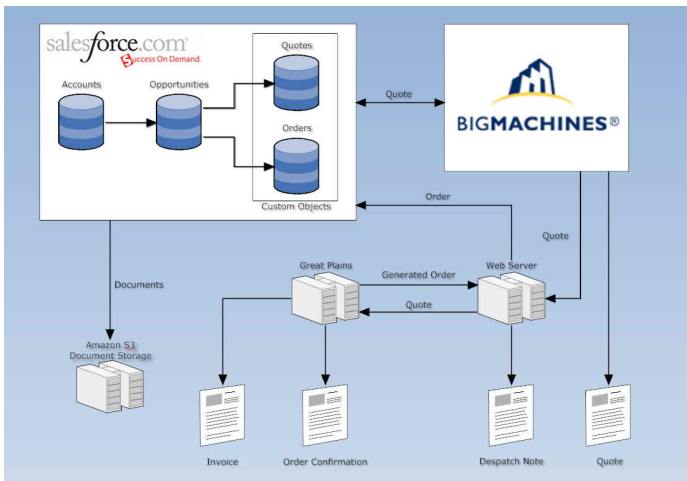 salesforce.com®
Success On Demand.
Quotes
Accounts
Opportunities
Orders
Custom Objects
Quote
BIGMACHINES®
Order
Quote
Great Plains
Generated Order
Web Server
Documents
Quote
Amazon S3
Document Storage
Invoice
Order Confirmation
Despatch Note
Quote